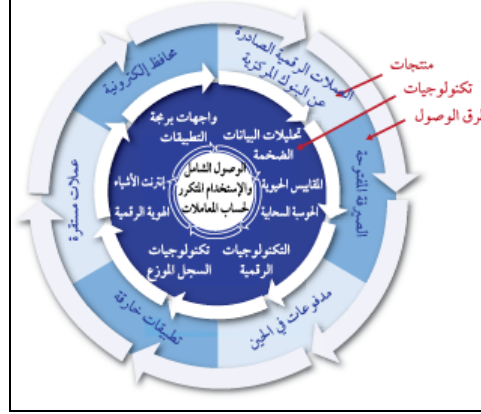 منتجات
تكنولوجيات
طرق الوصول
العملات الرقمية الصادرة
عن البنوك المركزية
الصيرفة المفتوحة
مدفوعات في الحين
تطبيقات خارقة
عملات مستقرة
محافظ إلكترونية
واجهات برمجة
التطبيقات
تحليلات البيانات
الضخمة
المقاييس الحيوية
الحوسبة السحابية
التكنولوجيات
الرقمية
تكنولوجيات
السجل الموزع
الهوية الرقمية
إنترنت الأشياء
الوصول الشامل
والإستخدام المتكرر
لحساب المعاملات